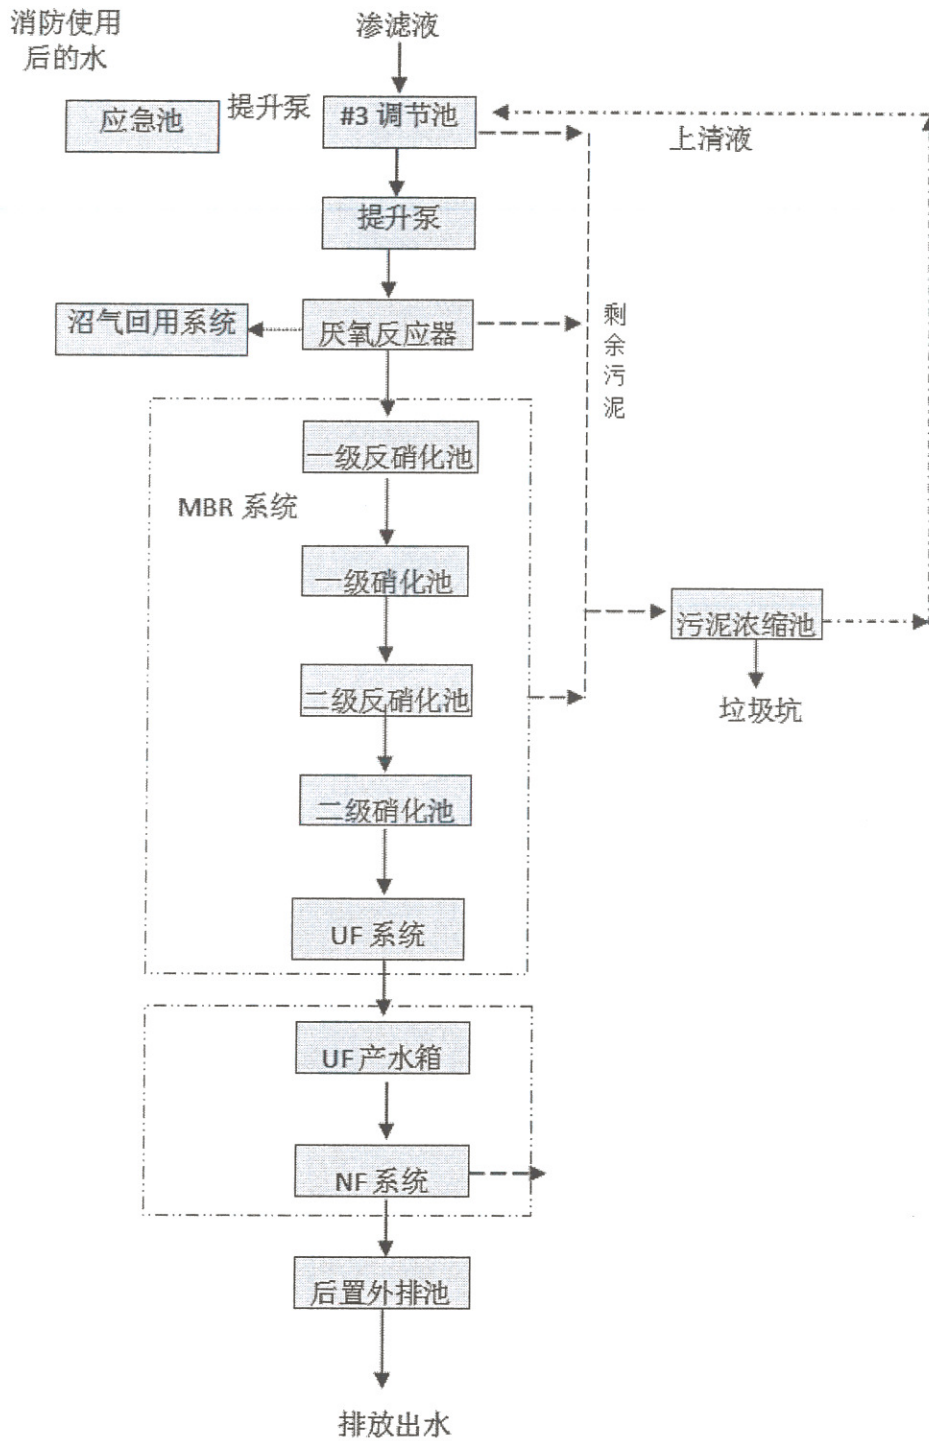 消防使用
后的水
渗滤液
应急池
提升泵
#3 调节池
上清液
提升泵
沼气回用系统
厌氧反应器
剩余污泥
一级反硝化池
MBR 系统
一级硝化池
污泥浓缩池
二级反硝化池
垃圾坑
二级硝化池
UF 系统
UF 产水箱
NF 系统
后置外排池
排放出水